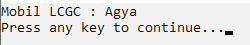 Mobil LCGC : Agya
Press any key to continue...